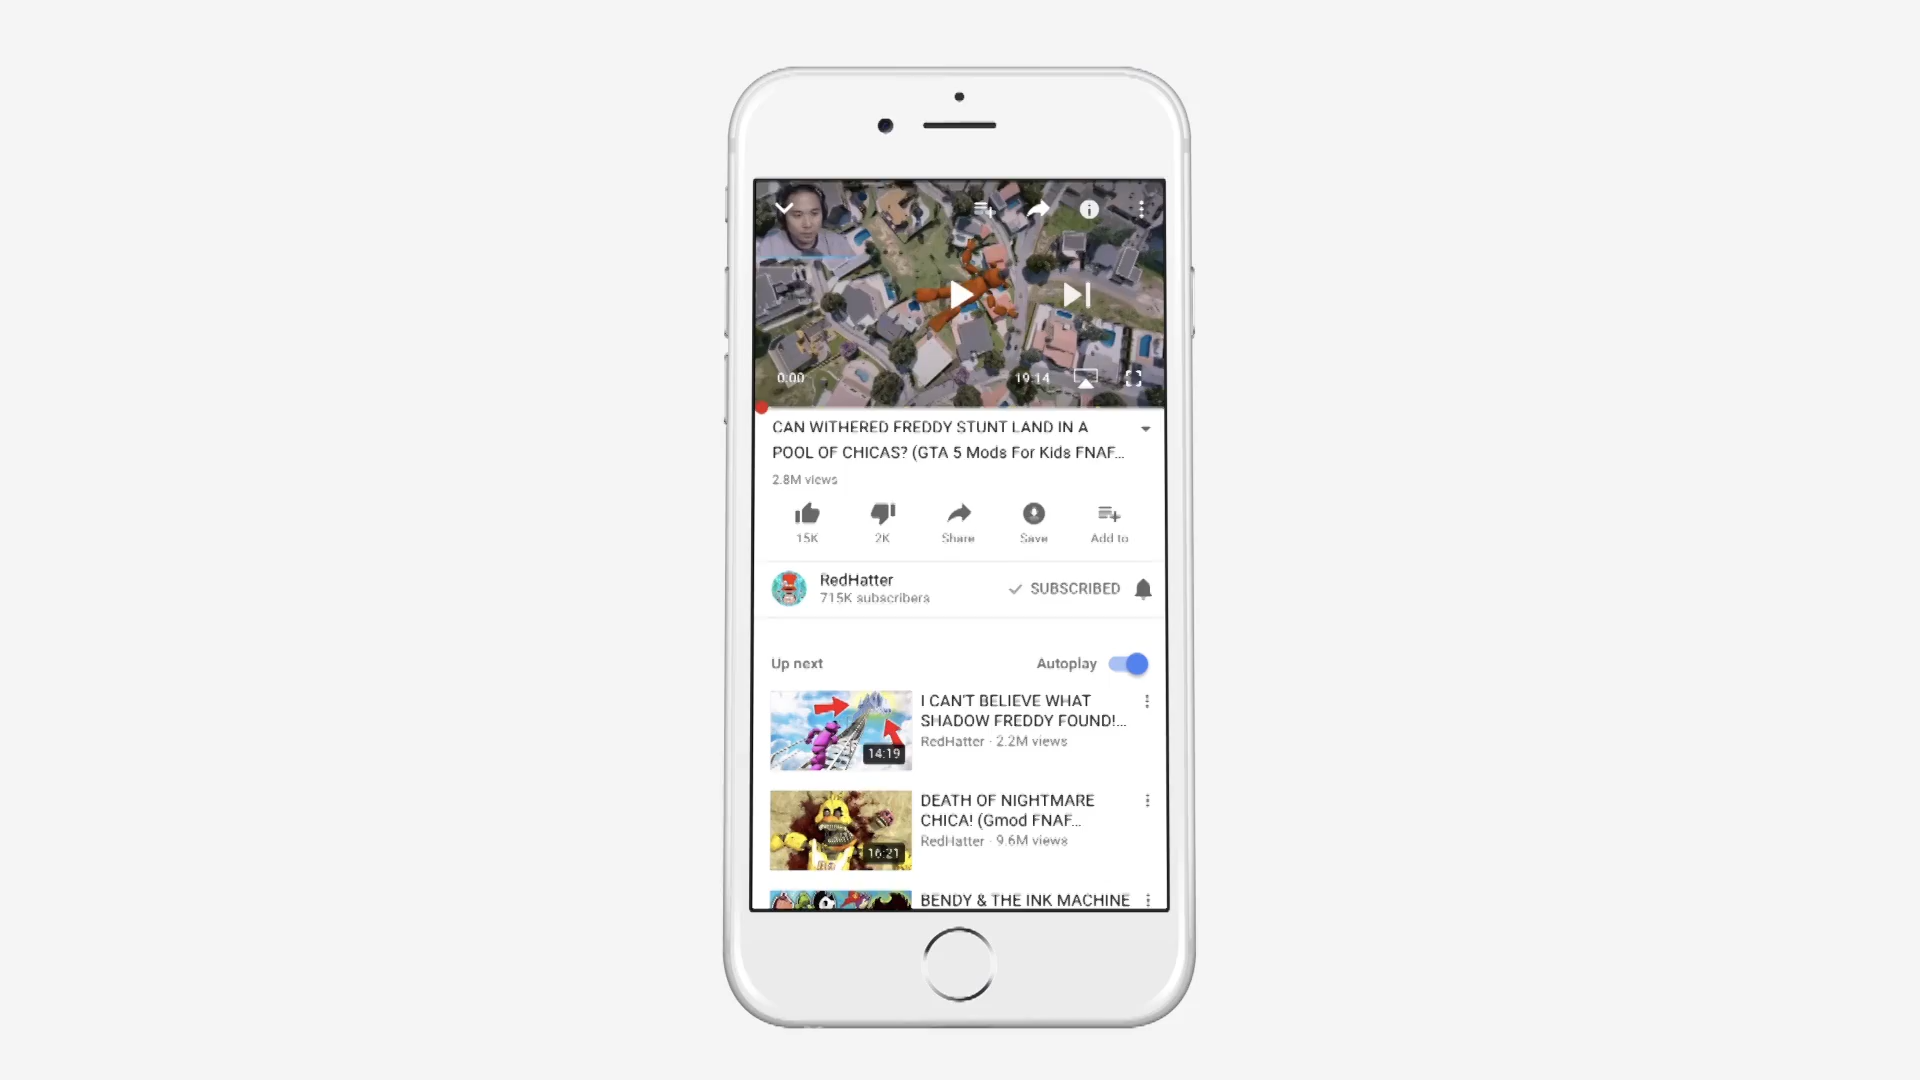 0:00
19:14
CAN WITHERED FREDDY STUNT LAND IN A
POOL OF CHICAS? (GTA 5 Mods For Kids FNAF...
2.8M views
15K
2K
Share
Save
Add to
RedHatter
715K subscribers
SUBSCRIBED
Up next
Autoplay
I CAN'T BELIEVE WHAT
SHADOW FREDDY FOUND!...
RedHatter · 2.2M views
14:19
DEATH OF NIGHTMARE
CHICA! (Gmod FNAF...
RedHatter · 9.6M views
16:21
BENDY & THE INK MACHINE